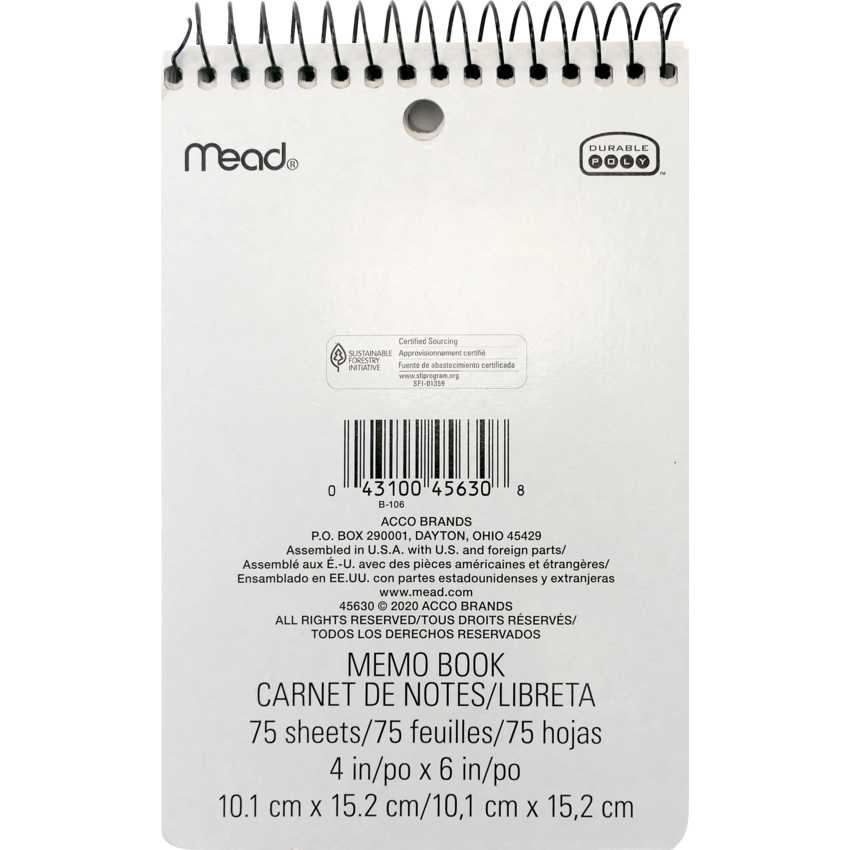 Mead®
DURABLE
POLY™
SUSTAINABLE
FORESTRY
INITIATIVE
Certified Sourcing
Approvisionnement certifié
Fuente de abastecimiento certificada
www.sfiprogram.org
SFI-01359
0 43100 45630 8
B-106
ACCO BRANDS
P.O. BOX 290001, DAYTON, OHIO 45429
Assembled in U.S.A. with U.S. and foreign parts/
Assemblé aux É.-U. avec des pièces américaines et étrangères/
Ensamblado en EE.UU. con partes estadounidenses y extranjeras
www.mead.com
45630 © 2020 ACCO BRANDS
ALL RIGHTS RESERVED/TOUS DROITS RÉSERVÉS/
TODOS LOS DERECHOS RESERVADOS
MEMO BOOK
CARNET DE NOTES/LIBRETA
75 sheets/75 feuilles/75 hojas
4 in/po x 6 in/po
10.1 cm x 15.2 cm/10,1 cm x 15,2 cm